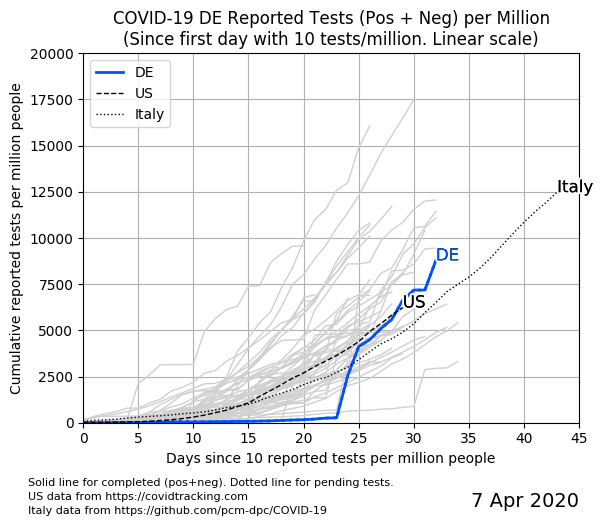 COVID-19 DE Reported Tests (Pos + Neg) per Million
(Since first day with 10 tests/million. Linear scale)
Cumulative reported tests per million people
20000
17500
15000
12500
10000
7500
5000
2500
0
DE
US
Italy
Italy
DE
US
0 5 10 15 20 25 30 35 40 45
Days since 10 reported tests per million people
Solid line for completed (pos+neg). Dotted line for pending tests.
US data from https://covidtracking.com
Italy data from https://github.com/pcm-dpc/COVID-19
7 Apr 2020